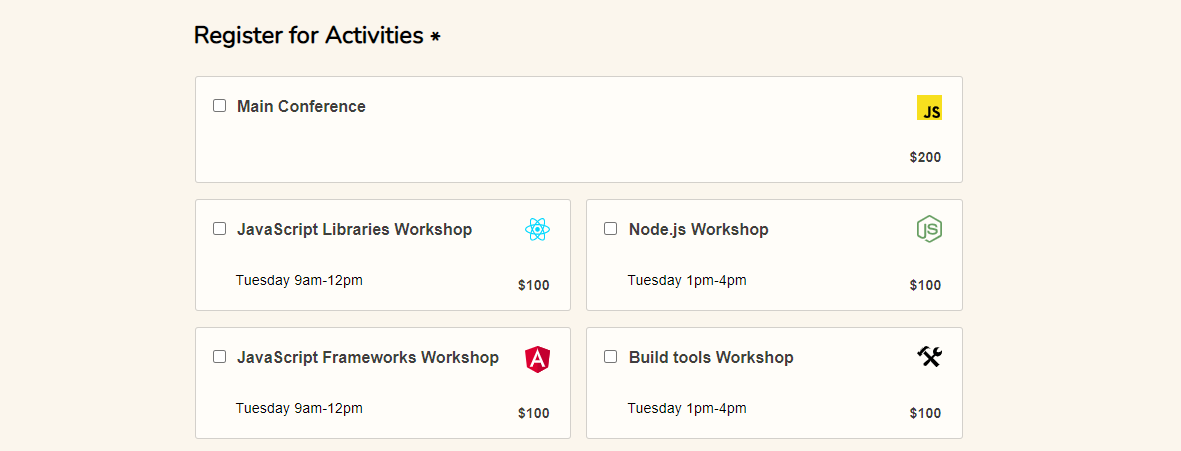 Register for Activities *
Main Conference
JS
$200
JavaScript Libraries Workshop
Tuesday 9am-12pm
$100
Node.js Workshop
JS
Tuesday 1pm-4pm
$100
JavaScript Frameworks Workshop
A
Tuesday 9am-12pm
$100
Build tools Workshop
Tuesday 1pm-4pm
$100